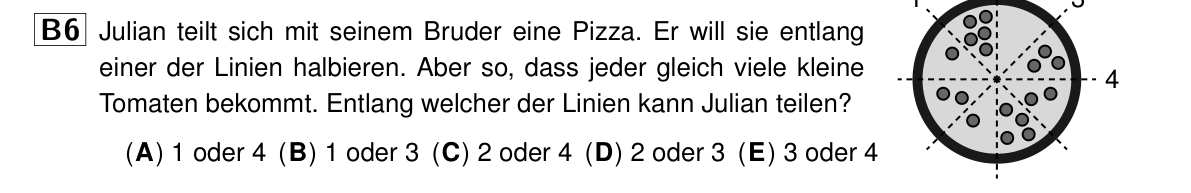 B6 Julian teilt sich mit seinem Bruder eine Pizza. Er will sie entlang
einer der Linien halbieren. Aber so, dass jeder gleich viele kleine
Tomaten bekommt. Entlang welcher der Linien kann Julian teilen?
(A) 1 oder 4 (B) 1 oder 3 (C) 2 oder 4 (D) 2 oder 3 (E) 3 oder 4
4